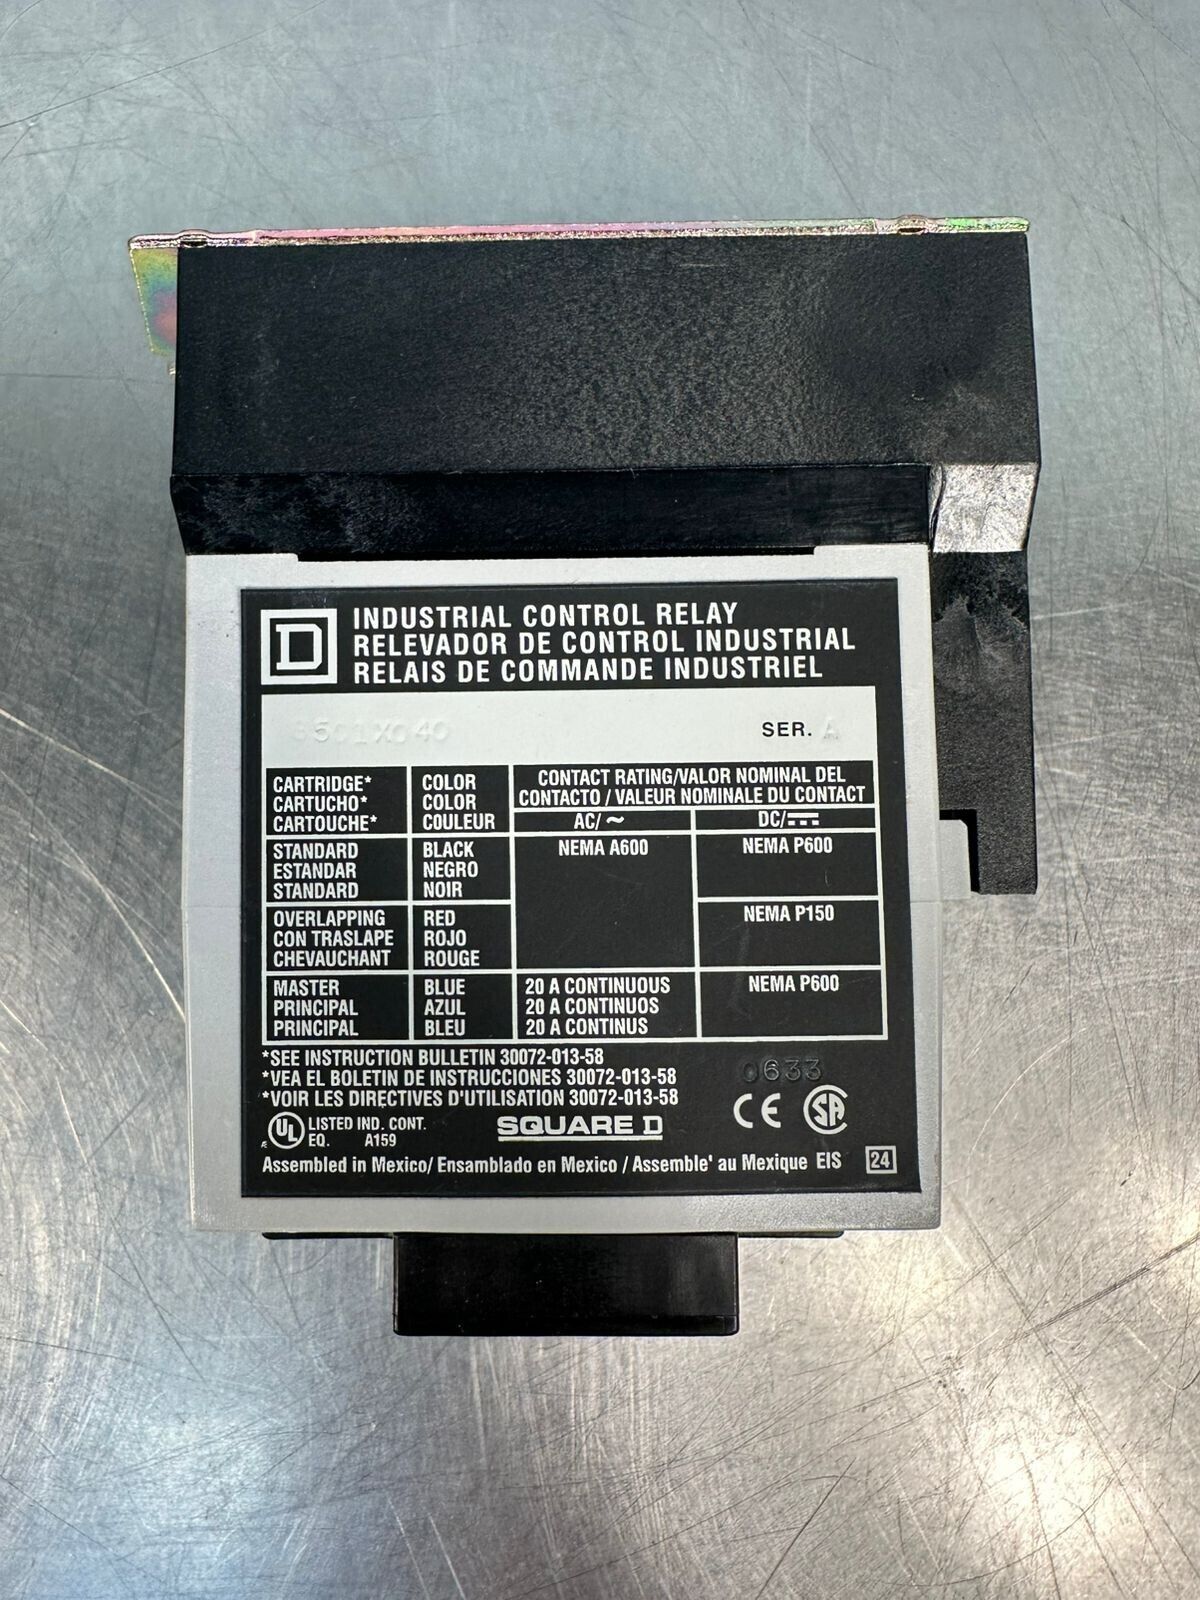 D
INDUSTRIAL CONTROL RELAY
RELEVADOR DE CONTROL INDUSTRIAL
RELAIS DE COMMANDE INDUSTRIEL
SER. A
CARTRIDGE* COLOR CONTACT RATING/VALOR NOMINAL DEL
CARTUCHO* COLOR CONTACTO / VALEUR NOMINALE DU CONTACT
CARTOUCHE* COULEUR AC/ ~ DC/⎓
STANDARD BLACK NEMA A600 NEMA P600
ESTANDAR NEGRO
STANDARD NOIR
OVERLAPPING RED NEMA P150
CON TRASLAPE ROJO
CHEVAUCHANT ROUGE
MASTER BLUE 20 A CONTINUOUS NEMA P600
PRINCIPAL AZUL 20 A CONTINUOS
PRINCIPAL BLEU 20 A CONTINUS
*SEE INSTRUCTION BULLETIN 30072-013-58
*VEA EL BOLETIN DE INSTRUCCIONES 30072-013-58
*VOIR LES DIRECTIVES D'UTILISATION 30072-013-58
0633
UL LISTED IND. CONT.
EQ. A159
SQUARE D
CE SA
Assembled in Mexico/ Ensamblado en Mexico / Assemble' au Mexique EIS 24